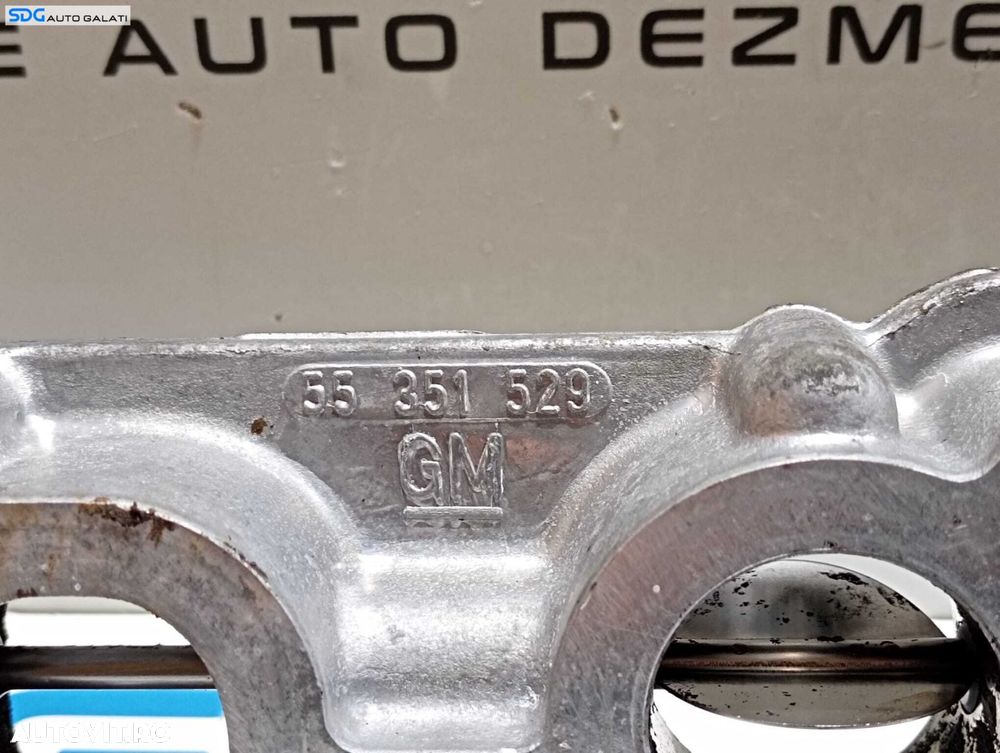 SDG AUTO GALATI
E AUTO DEZME
55 351 529
GM
AUTOVIT.RO